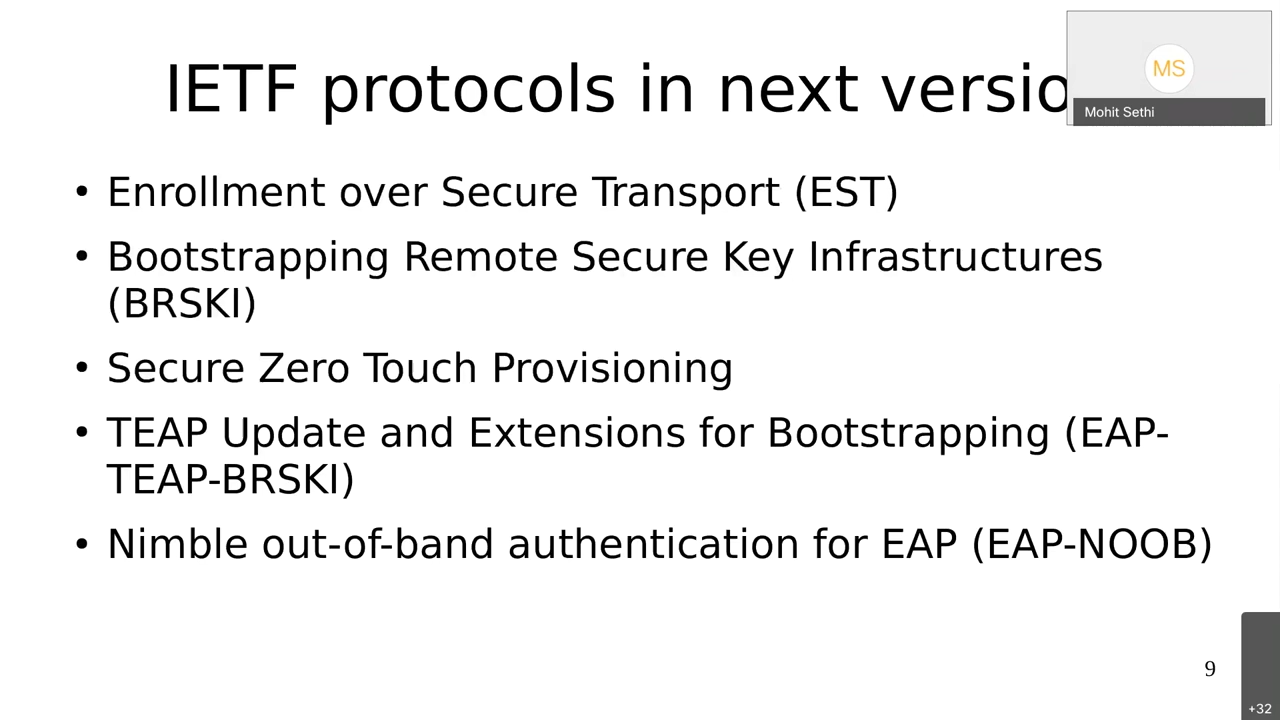 IETF protocols in next versio
MS
Mohit Sethi
• Enrollment over Secure Transport (EST)
• Bootstrapping Remote Secure Key Infrastructures
(BRSKI)
• Secure Zero Touch Provisioning
• TEAP Update and Extensions for Bootstrapping (EAP-
TEAP-BRSKI)
• Nimble out-of-band authentication for EAP (EAP-NOOB)
9
+32